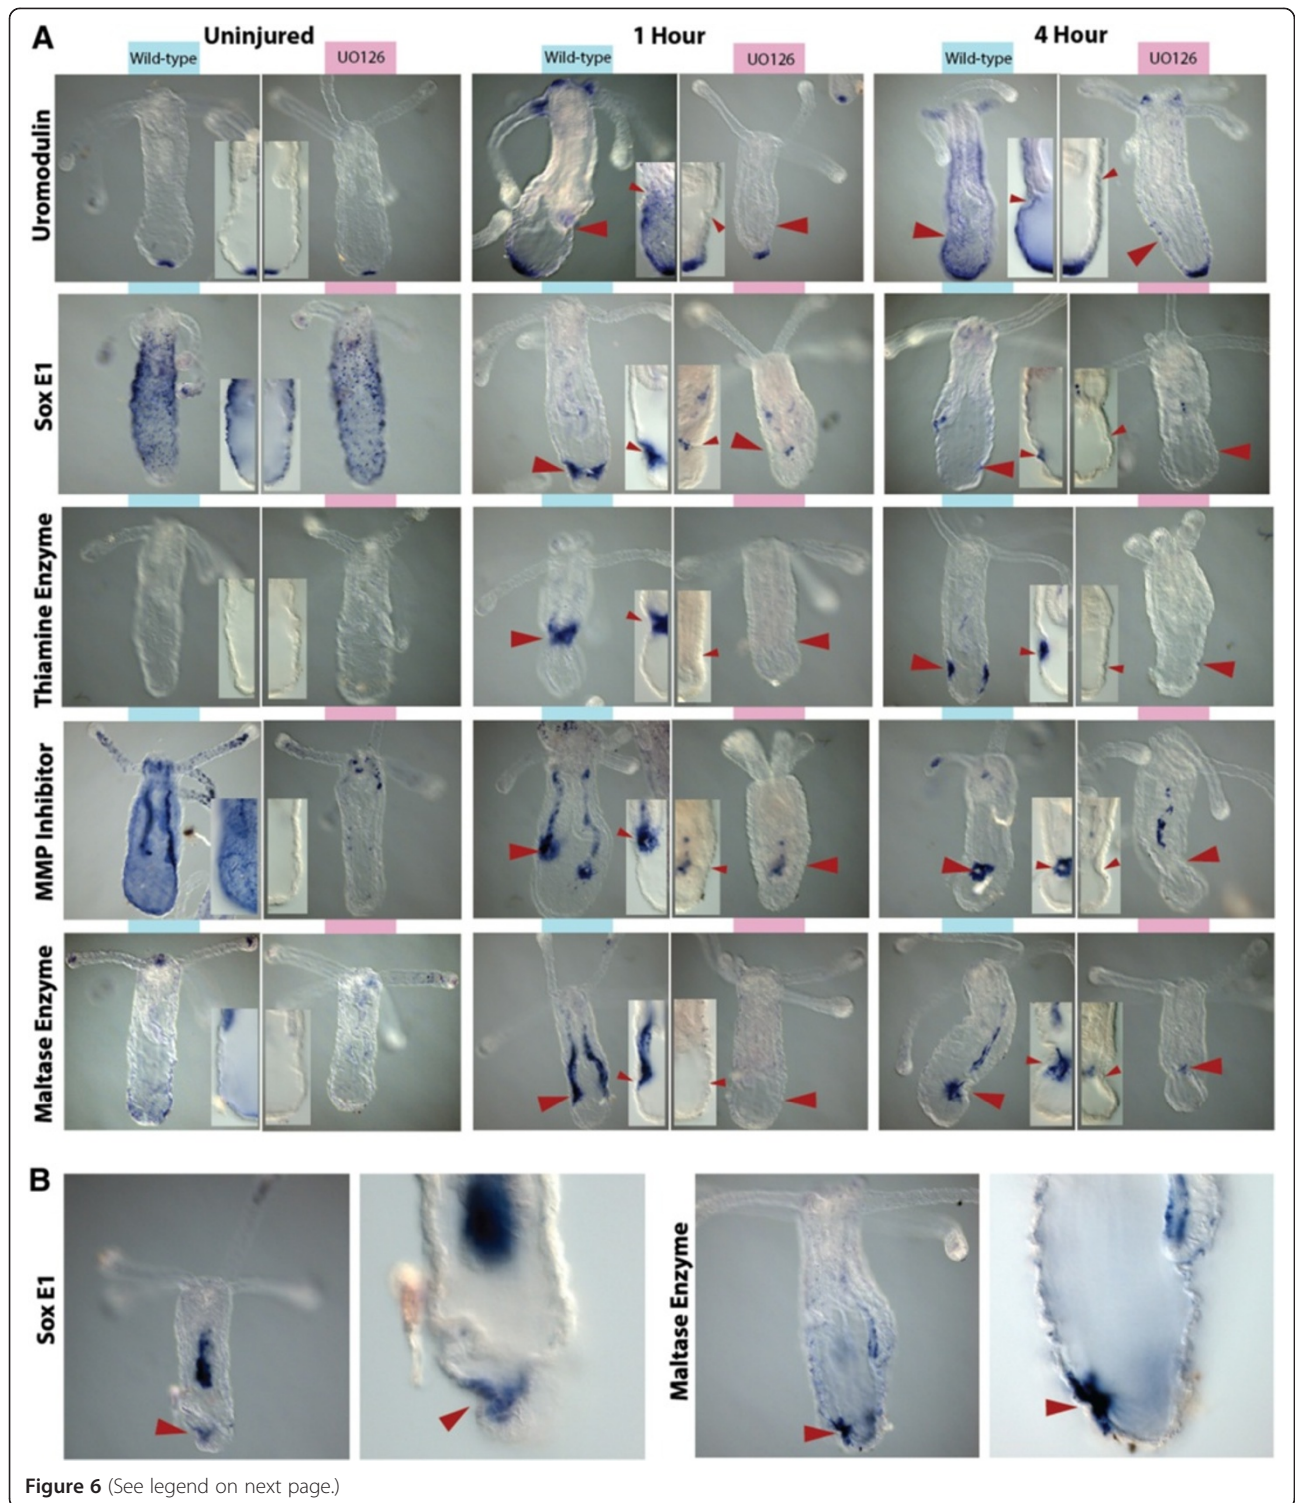 A
Uninjured 1 Hour 4 Hour
Wild-type UO126 Wild-type UO126 Wild-type UO126
Uromodulin
Sox E1
Thiamine Enzyme
MMP Inhibitor
Maltase Enzyme
B
Sox E1
Maltase Enzyme
Figure 6 (See legend on next page.)